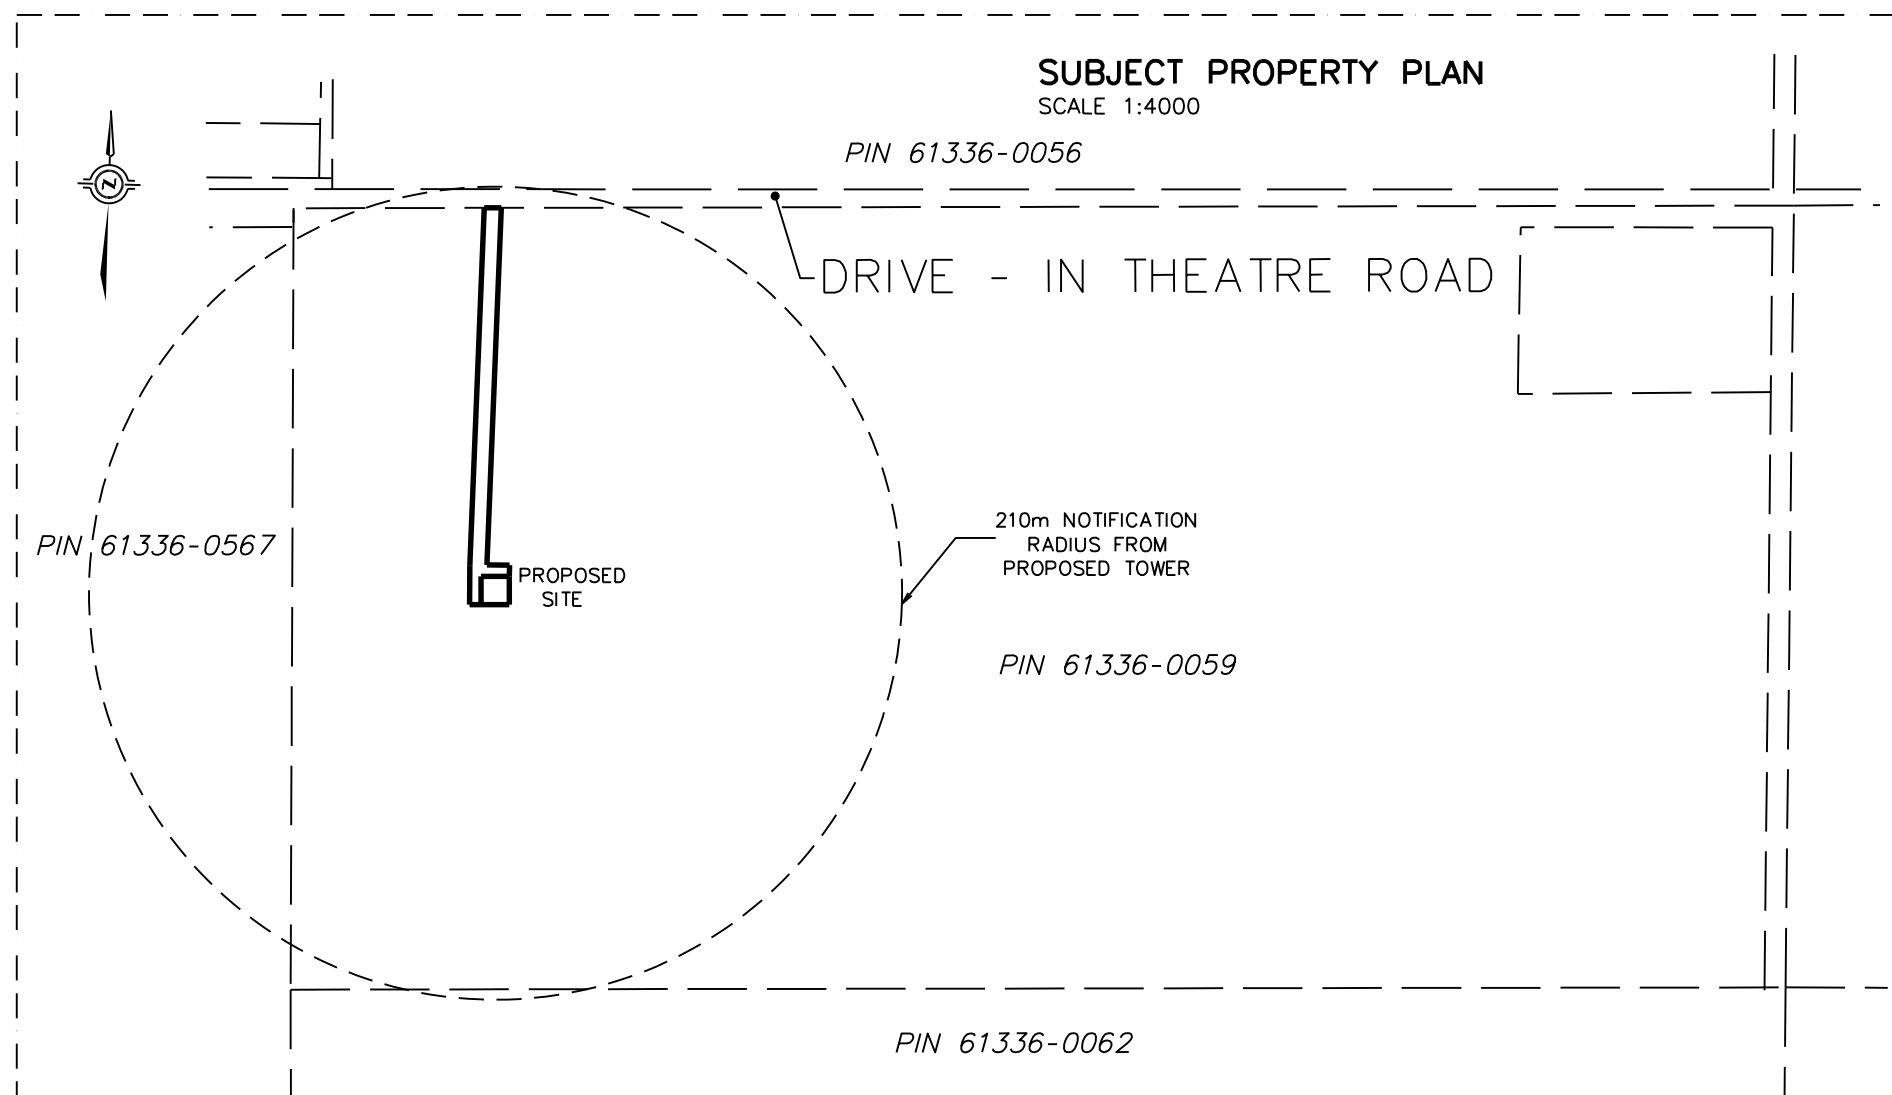 SUBJECT PROPERTY PLAN
SCALE 1:4000
PIN 61336-0056
N
DRIVE - IN THEATRE ROAD
210m NOTIFICATION
RADIUS FROM
PROPOSED TOWER
PIN 61336-0567
PROPOSED
SITE
PIN 61336-0059
PIN 61336-0062